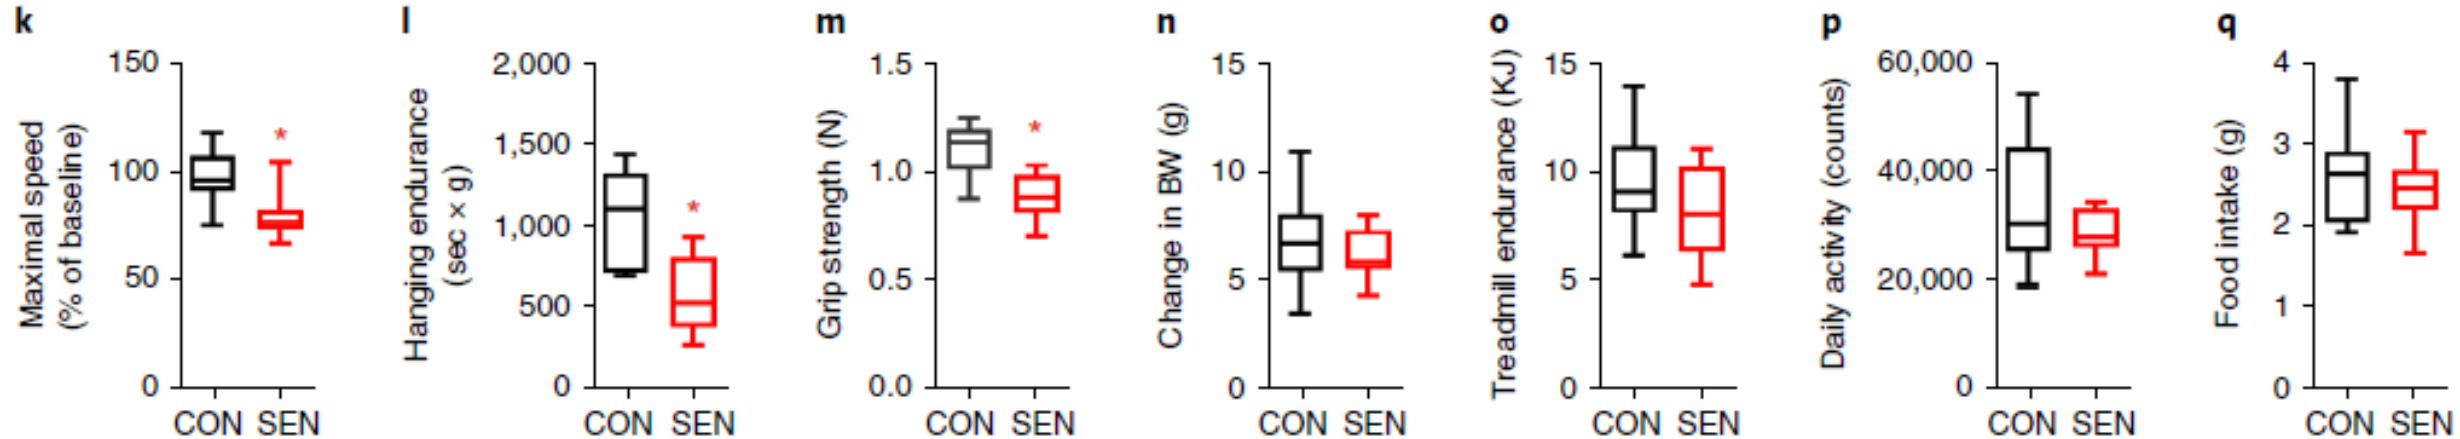 k
Maximal speed
(% of baseline)
150
100
50
0
*
CON SEN
l
Hanging endurance
(sec × g)
2,000
1,500
1,000
500
0
*
CON SEN
m
Grip strength (N)
1.5
1.0
0.5
0.0
*
CON SEN
n
Change in BW (g)
15
10
5
0
CON SEN
o
Treadmill endurance (KJ)
15
10
5
0
CON SEN
p
Daily activity (counts)
60,000
40,000
20,000
0
CON SEN
q
Food intake (g)
4
3
2
1
0
CON SEN